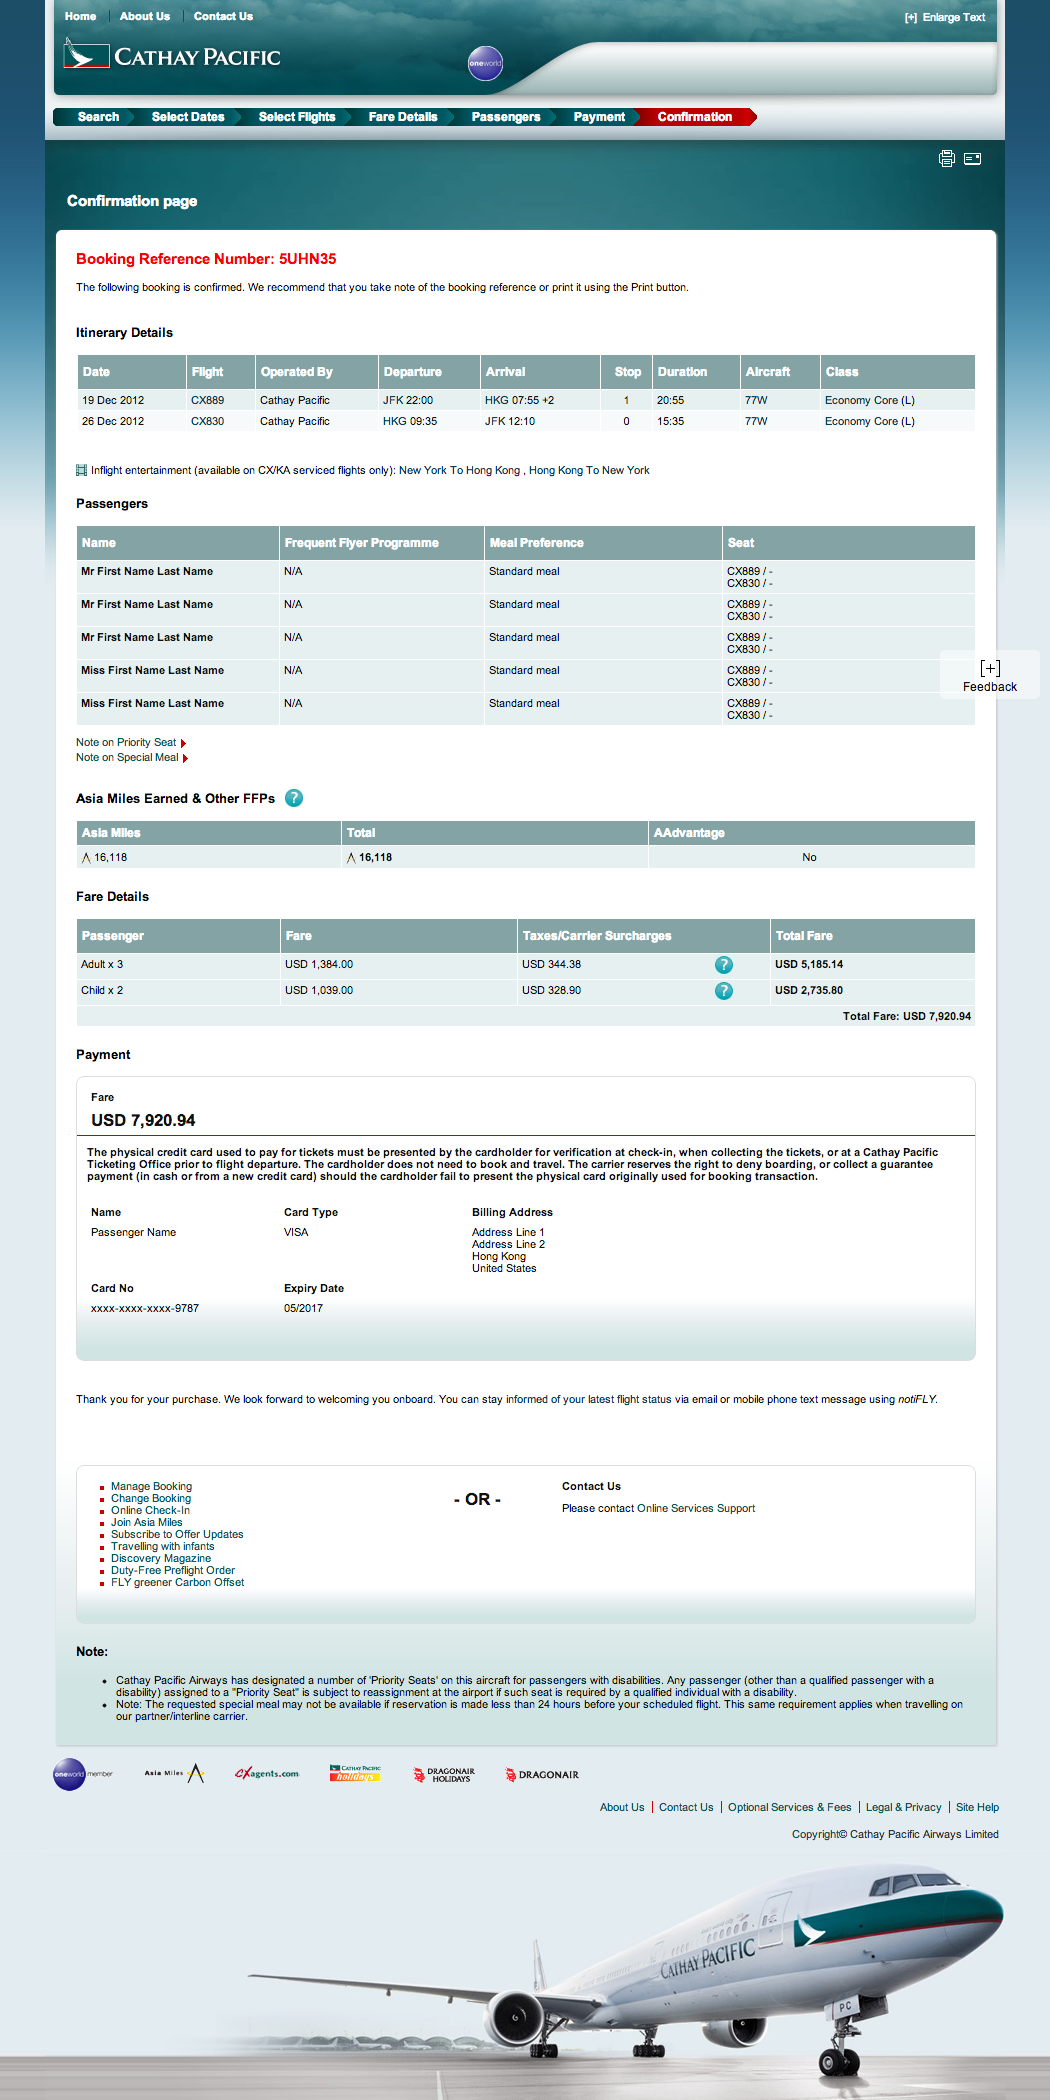 Home About Us Contact Us
[+] Enlarge Text
CATHAY PACIFIC
oneworld
Search Select Dates Select Flights Fare Details Passengers Payment Confirmation
Confirmation page
Booking Reference Number: 5UHN35
The following booking is confirmed. We recommend that you take note of the booking reference or print it using the Print button.
Itinerary Details
Date Flight Operated By Departure Arrival Stop Duration Aircraft Class
19 Dec 2012 CX889 Cathay Pacific JFK 22:00 HKG 07:55 +2 1 20:55 77W Economy Core (L)
26 Dec 2012 CX830 Cathay Pacific HKG 09:35 JFK 12:10 0 15:35 77W Economy Core (L)
Inflight entertainment (available on CX/KA serviced flights only): New York To Hong Kong , Hong Kong To New York
Passengers
Name Frequent Flyer Programme Meal Preference Seat
Mr First Name Last Name N/A Standard meal CX889 / -
CX830 / -
Mr First Name Last Name N/A Standard meal CX889 / -
CX830 / -
Mr First Name Last Name N/A Standard meal CX889 / -
CX830 / -
Miss First Name Last Name N/A Standard meal CX889 / -
CX830 / -
Miss First Name Last Name N/A Standard meal CX889 / -
CX830 / -
[+]
Feedback
Note on Priority Seat
Note on Special Meal
Asia Miles Earned & Other FFPs ?
Asia Miles Total AAdvantage
16,118 16,118 No
Fare Details
Passenger Fare Taxes/Carrier Surcharges Total Fare
Adult x 3 USD 1,384.00 USD 344.38 ? USD 5,185.14
Child x 2 USD 1,039.00 USD 328.90 ? USD 2,735.80
Total Fare: USD 7,920.94
Payment
Fare
USD 7,920.94
The physical credit card used to pay for tickets must be presented by the cardholder for verification at check-in, when collecting the tickets, or at a Cathay Pacific
Ticketing Office prior to flight departure. The cardholder does not need to book and travel. The carrier reserves the right to deny boarding, or collect a guarantee
payment (in cash or from a new credit card) should the cardholder fail to present the physical card originally used for booking transaction.
Name Card Type Billing Address
Passenger Name VISA Address Line 1
Address Line 2
Hong Kong
United States
Card No Expiry Date
xxxx-xxxx-xxxx-9787 05/2017
Thank you for your purchase. We look forward to welcoming you onboard. You can stay informed of your latest flight status via email or mobile phone text message using notiFLY.
Manage Booking
Change Booking
Online Check-In
Join Asia Miles
Subscribe to Offer Updates
Travelling with infants
Discovery Magazine
Duty-Free Preflight Order
FLY greener Carbon Offset
- OR -
Contact Us
Please contact Online Services Support
Note:
Cathay Pacific Airways has designated a number of 'Priority Seats' on this aircraft for passengers with disabilities. Any passenger (other than a qualified passenger with a
disability) assigned to a "Priority Seat" is subject to reassignment at the airport if such seat is required by a qualified individual with a disability.
Note: The requested special meal may not be available if reservation is made less than 24 hours before your scheduled flight. This same requirement applies when travelling on
our partner/interline carrier.
oneworld member Asia Miles CXagents.com CATHAY PACIFIC holidays DRAGONAIR HOLIDAYS DRAGONAIR
About Us | Contact Us | Optional Services & Fees | Legal & Privacy | Site Help
Copyright© Cathay Pacific Airways Limited
CATHAY PACIFIC
PC